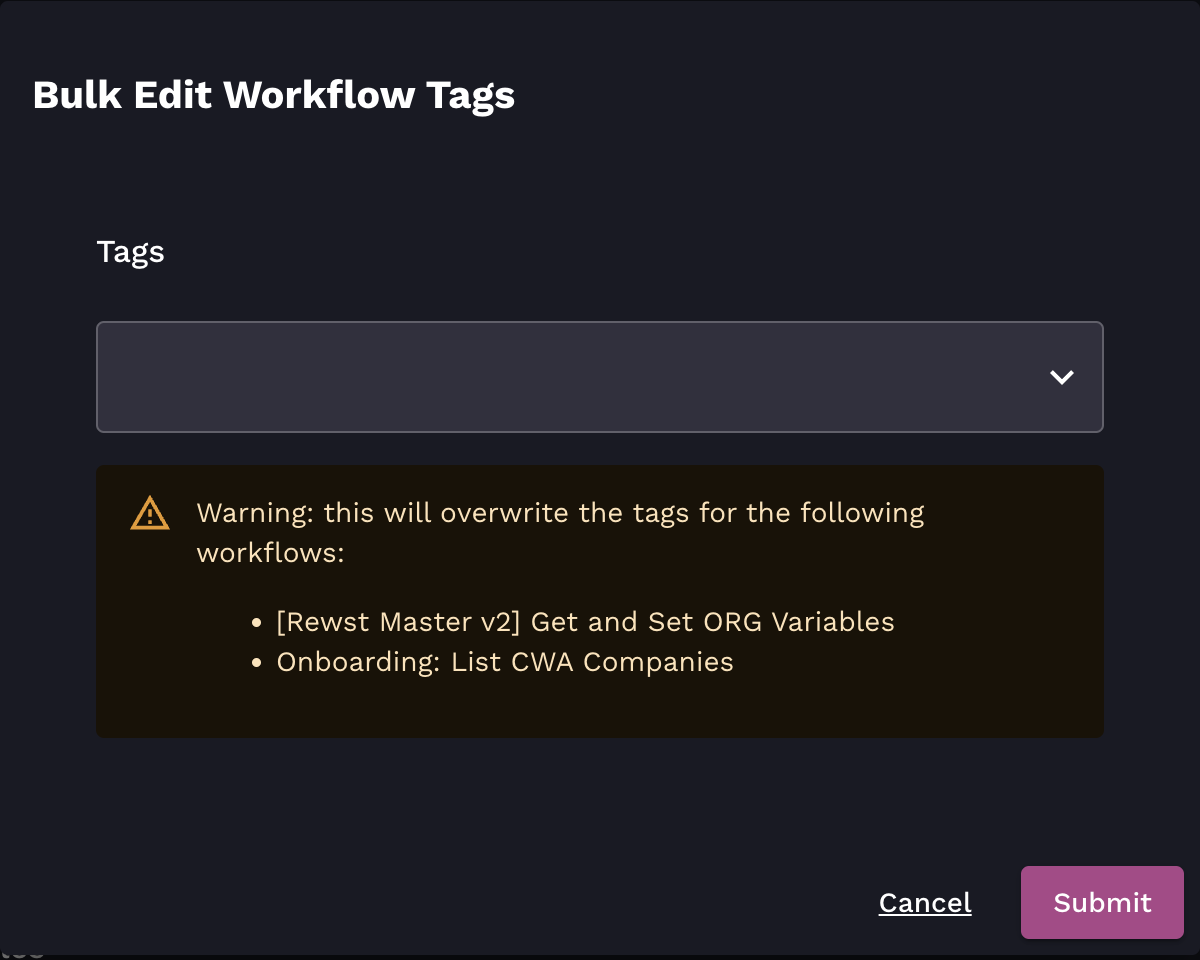 Bulk Edit Workflow Tags
Tags
Warning: this will overwrite the tags for the following
workflows:
[Rewst Master v2] Get and Set ORG Variables
Onboarding: List CWA Companies
Cancel
Submit